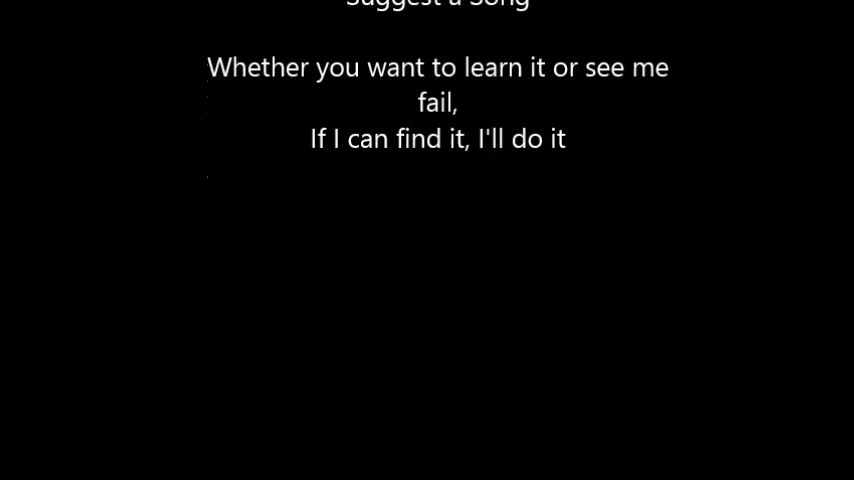 Suggest a Song
Whether you want to learn it or see me
fail,
If I can find it, I'll do it